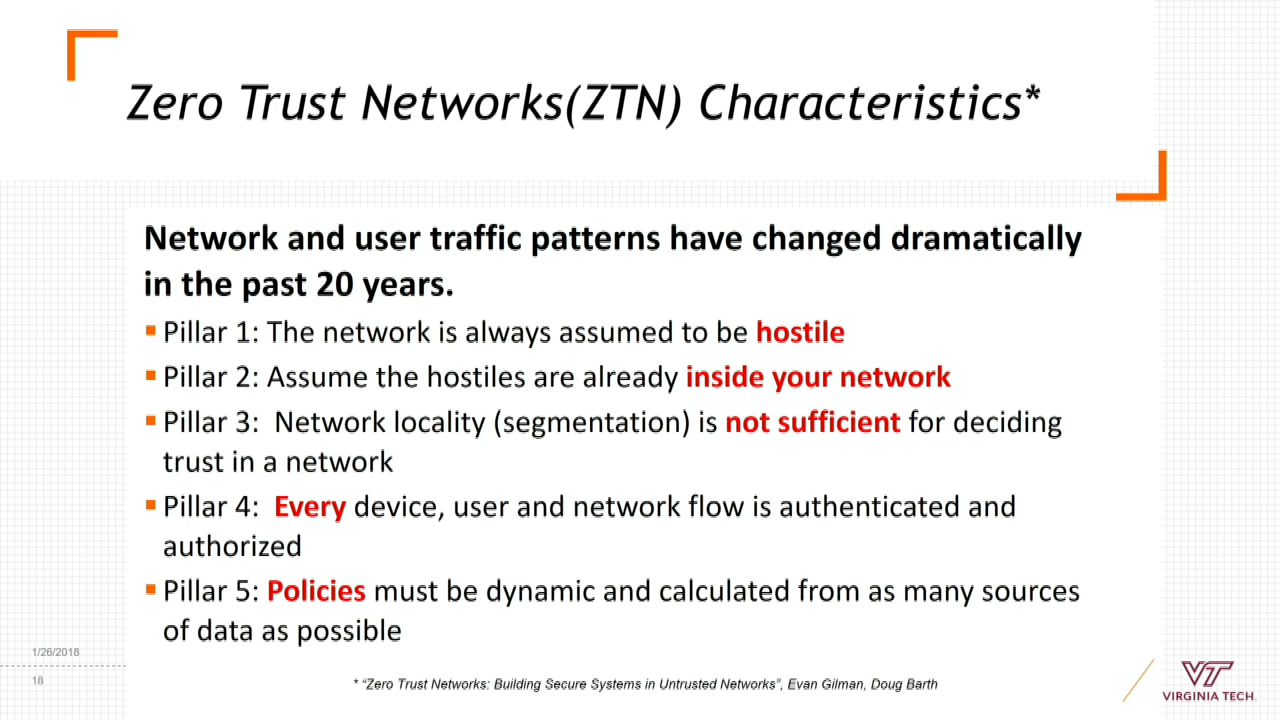 Zero Trust Networks(ZTN) Characteristics*
Network and user traffic patterns have changed dramatically
in the past 20 years.
Pillar 1: The network is always assumed to be hostile
Pillar 2: Assume the hostiles are already inside your network
Pillar 3:  Network locality (segmentation) is not sufficient for deciding
trust in a network
Pillar 4:  Every device, user and network flow is authenticated and
authorized
Pillar 5: Policies must be dynamic and calculated from as many sources
of data as possible
1/26/2018
18
* "Zero Trust Networks: Building Secure Systems in Untrusted Networks", Evan Gilman, Doug Barth
VT
VIRGINIA TECH